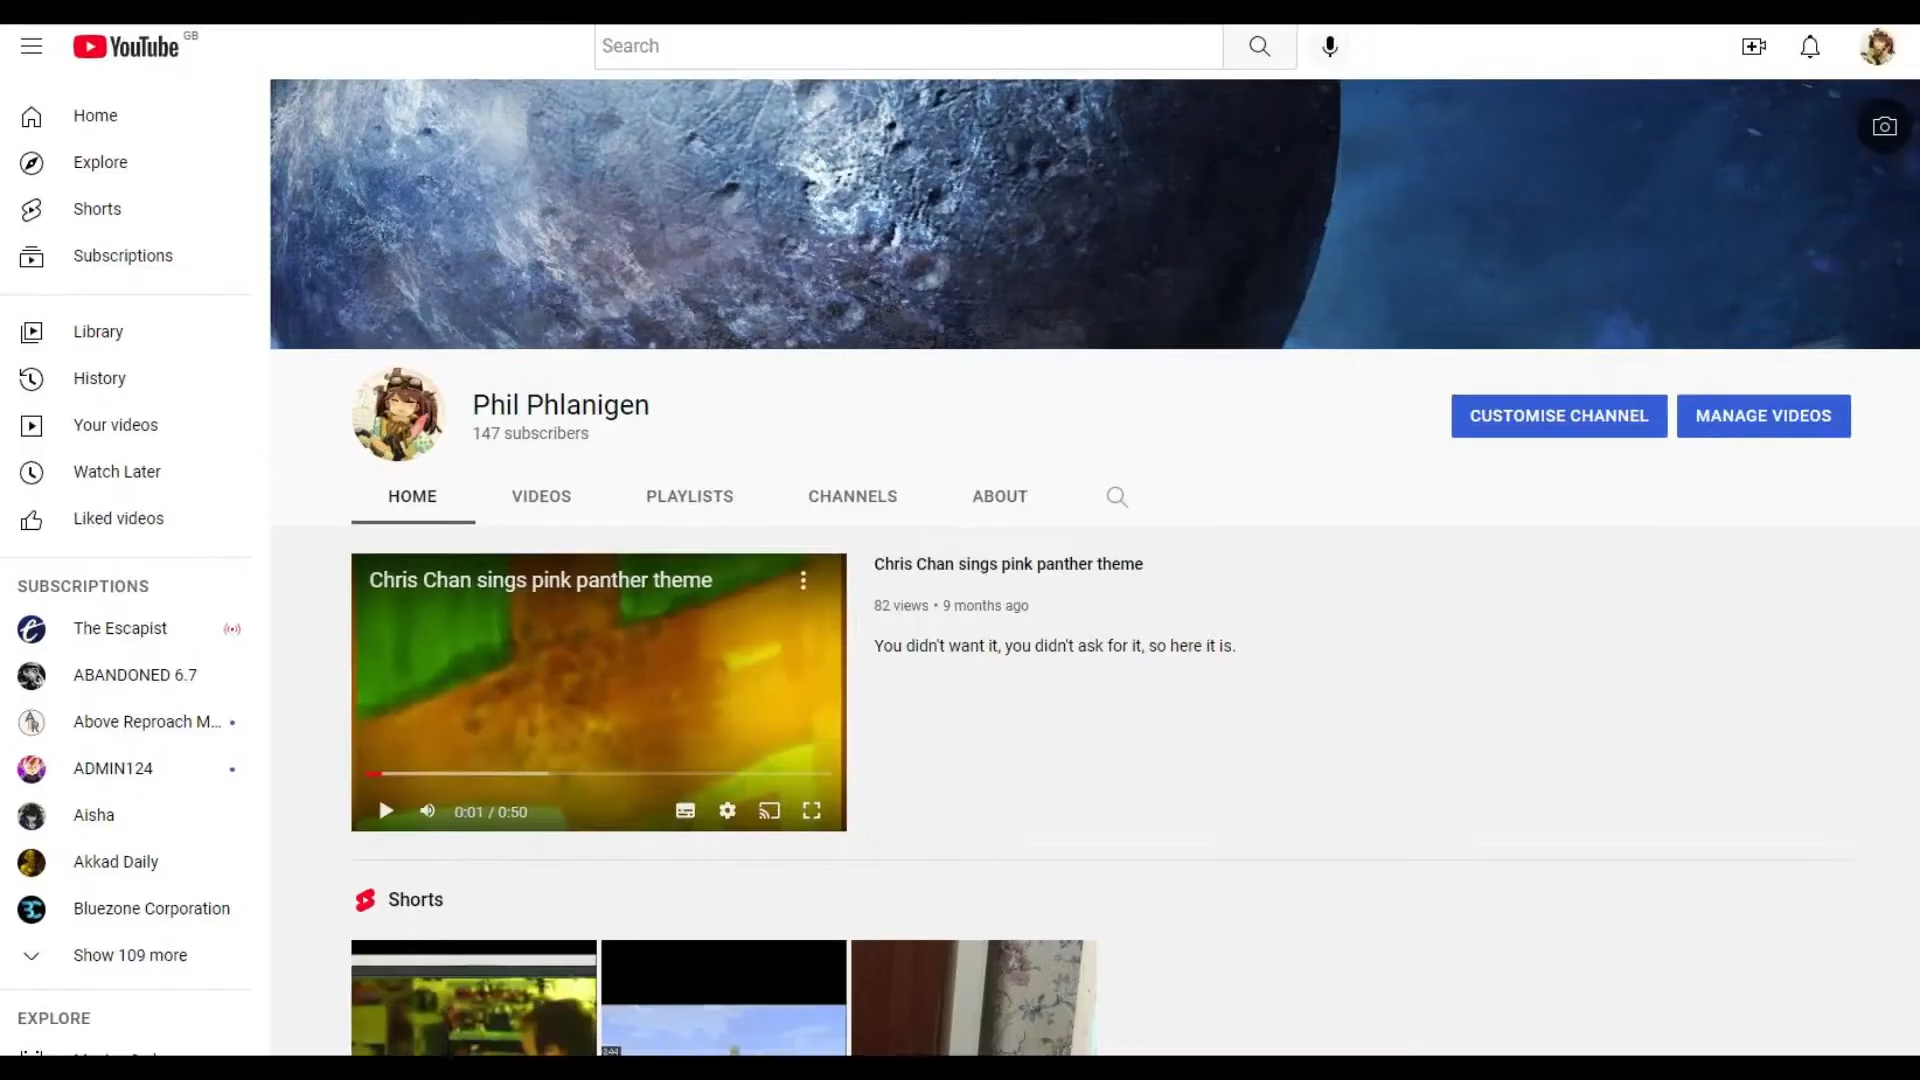 YouTube GB
Search
Home
Explore
Shorts
Subscriptions
Library
History
Your videos
Watch Later
Liked videos
SUBSCRIPTIONS
The Escapist
ABANDONED 6.7
Above Reproach M...
ADMIN124
Aisha
Akkad Daily
Bluezone Corporation
Show 109 more
EXPLORE
Phil Phlanigen
147 subscribers
CUSTOMISE CHANNEL
MANAGE VIDEOS
HOME
VIDEOS
PLAYLISTS
CHANNELS
ABOUT
Chris Chan sings pink panther theme
0:01 / 0:50
Chris Chan sings pink panther theme
82 views • 9 months ago
You didn't want it, you didn't ask for it, so here it is.
Shorts